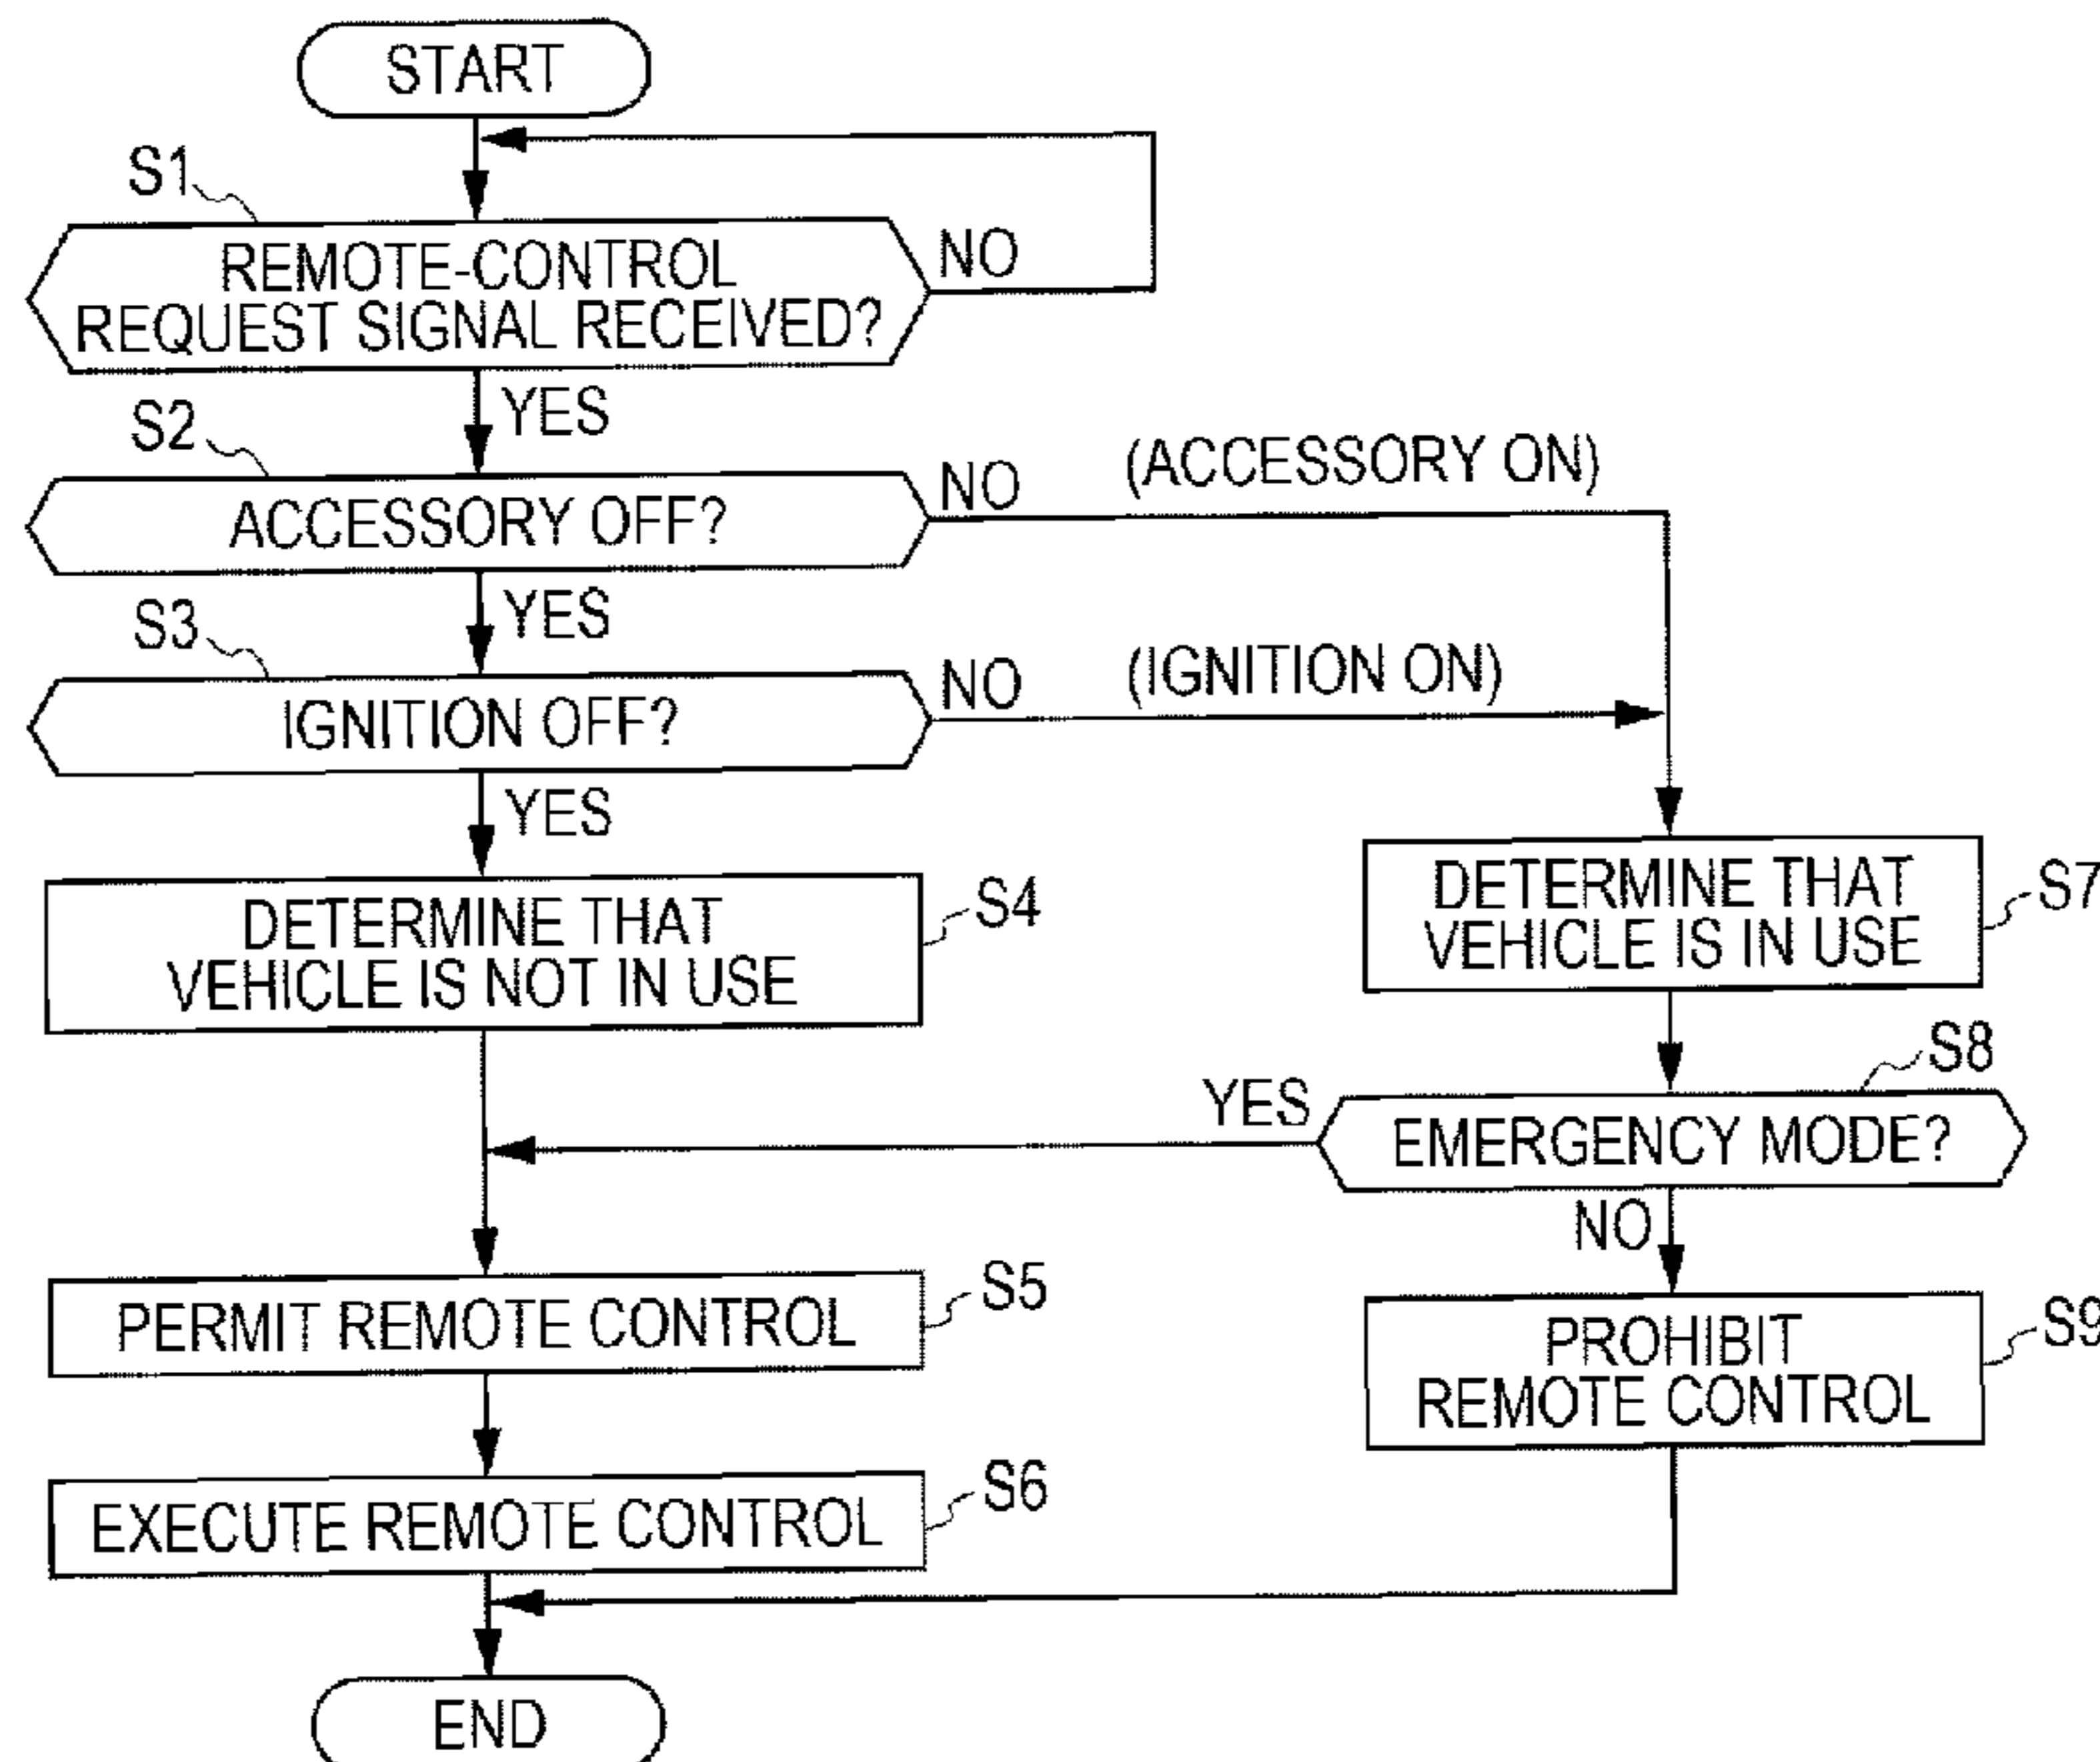 START
S1
REMOTE-CONTROL
REQUEST SIGNAL RECEIVED?
NO
YES
S2
ACCESSORY OFF?
NO
(ACCESSORY ON)
YES
S3
IGNITION OFF?
NO
(IGNITION ON)
YES
DETERMINE THAT
VEHICLE IS NOT IN USE
S4
DETERMINE THAT
VEHICLE IS IN USE
S7
S8
YES
EMERGENCY MODE?
NO
PERMIT REMOTE CONTROL
S5
PROHIBIT
REMOTE CONTROL
S9
EXECUTE REMOTE CONTROL
S6
END